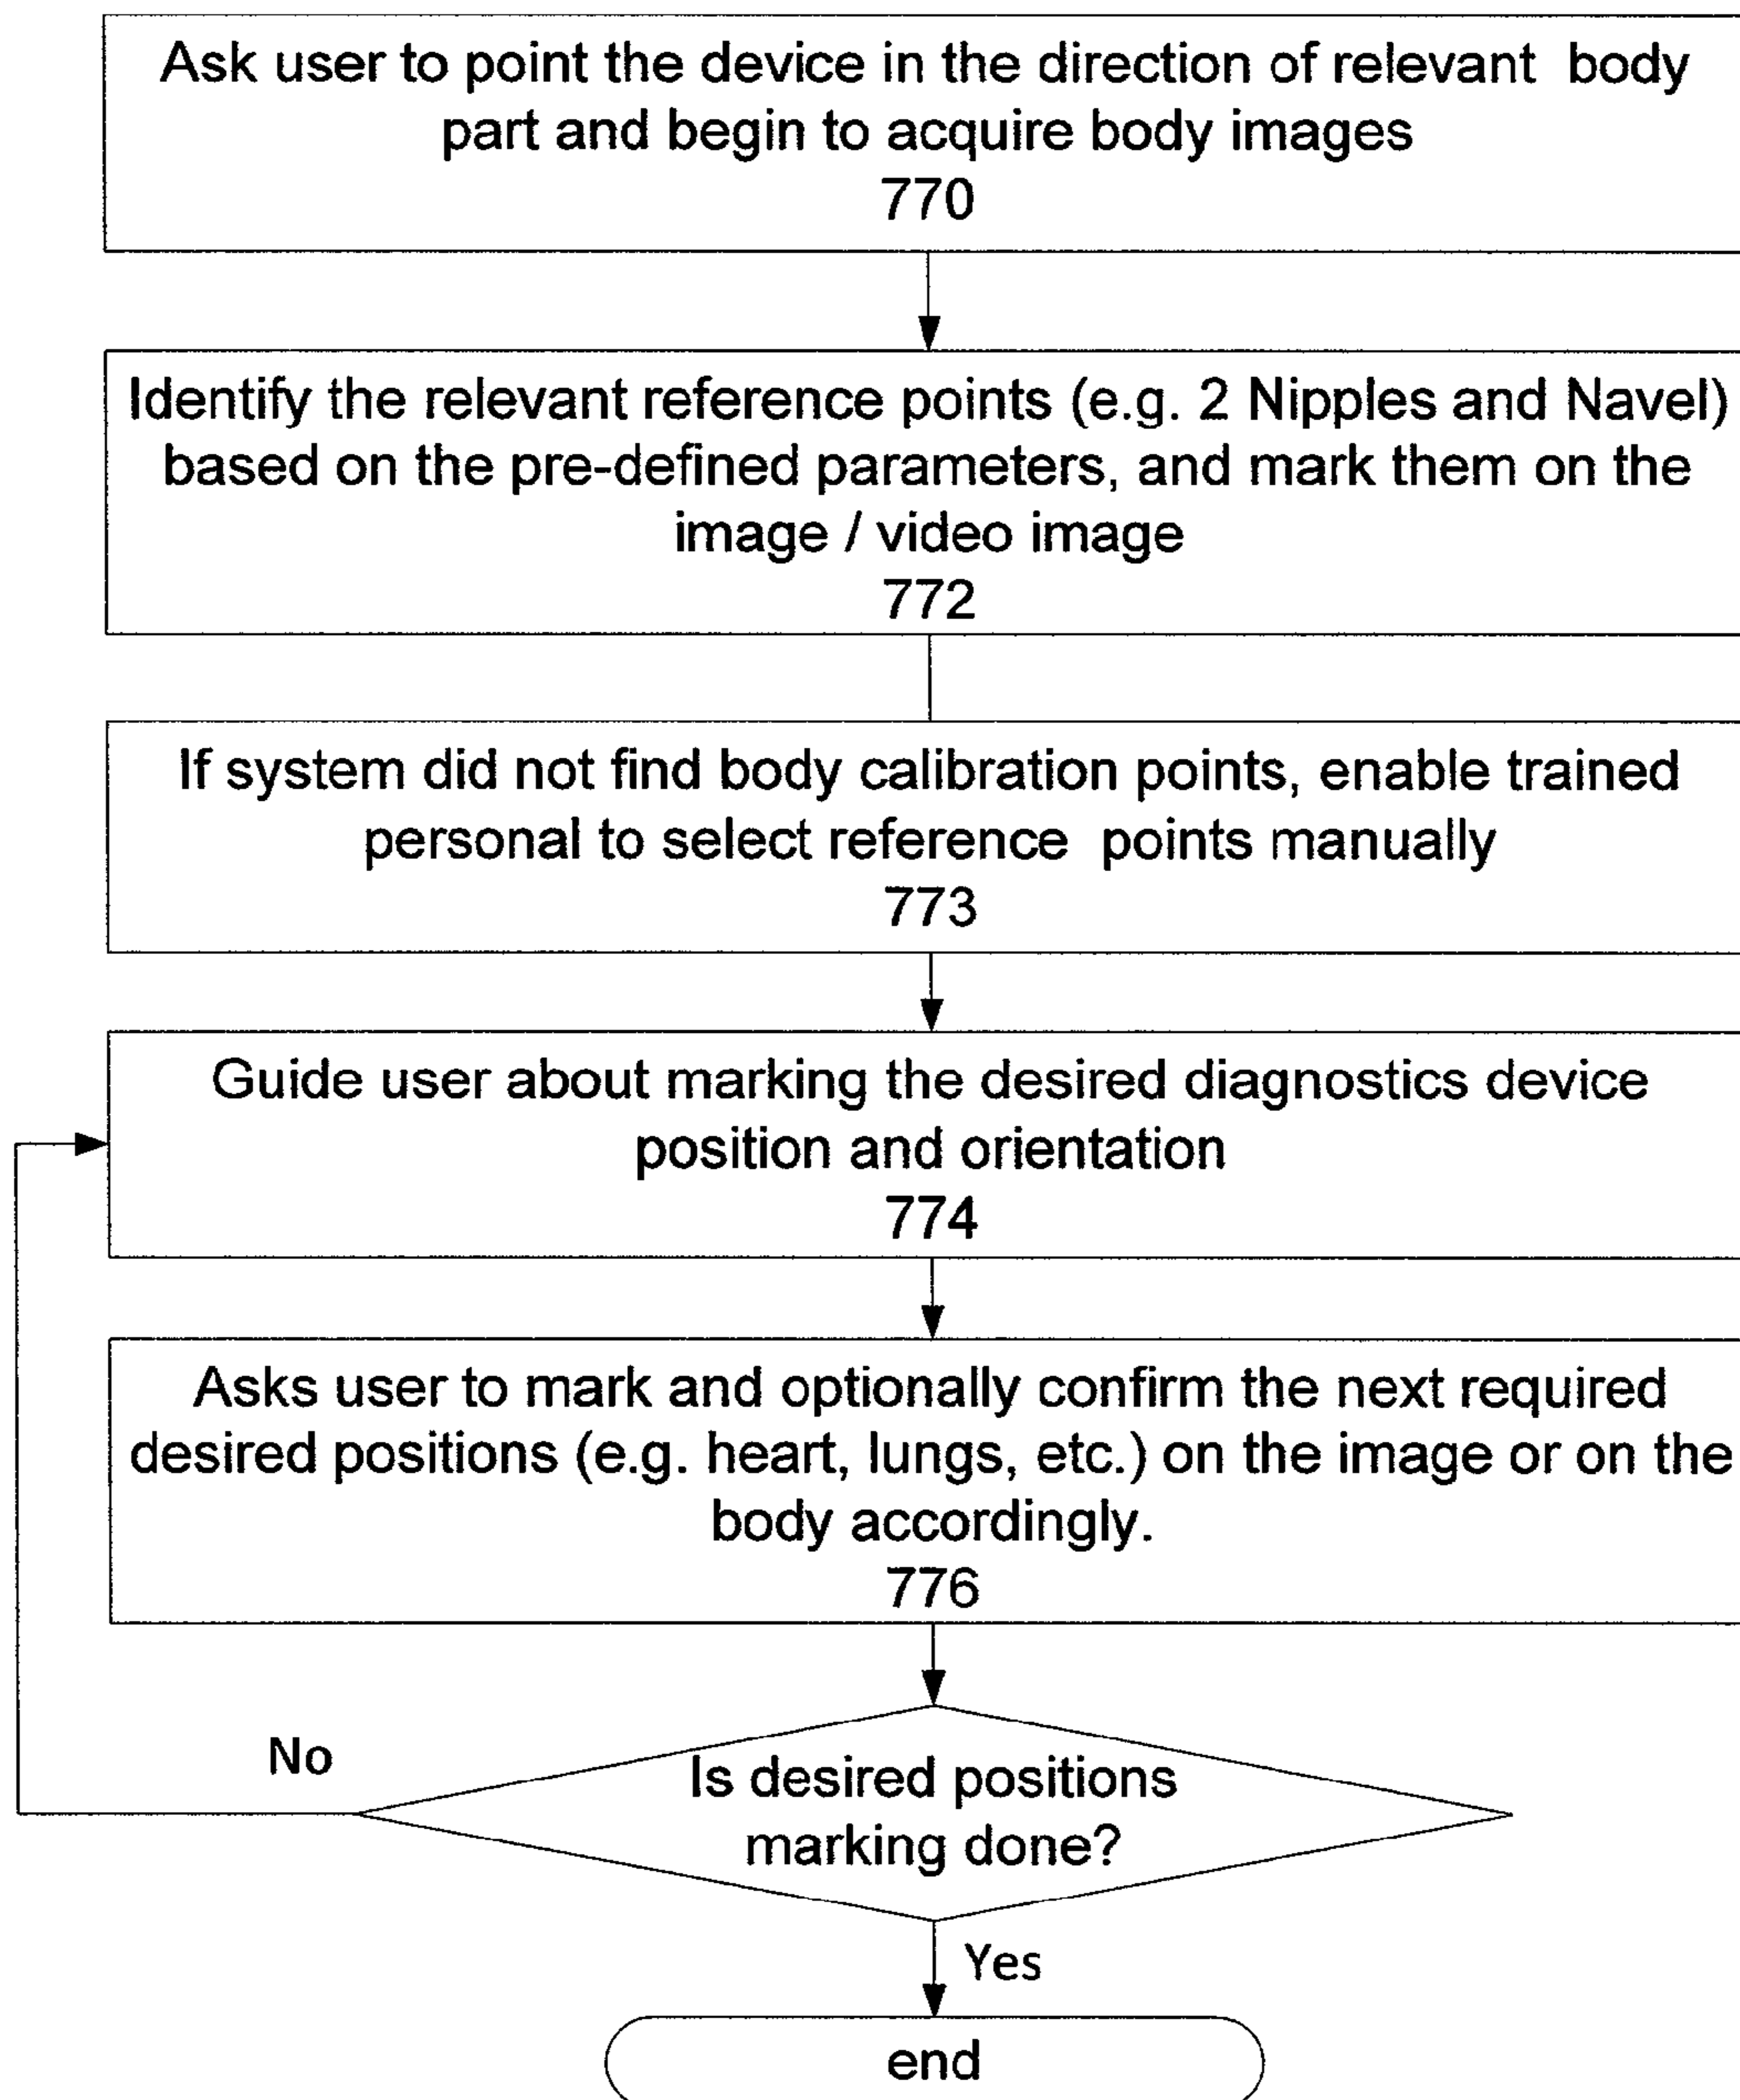 Ask user to point the device in the direction of relevant body
part and begin to acquire body images
770
Identify the relevant reference points (e.g. 2 Nipples and Navel)
based on the pre-defined parameters, and mark them on the
image / video image
772
If system did not find body calibration points, enable trained
personal to select reference points manually
773
Guide user about marking the desired diagnostics device
position and orientation
774
Asks user to mark and optionally confirm the next required
desired positions (e.g. heart, lungs, etc.) on the image or on the
body accordingly.
776
No
Is desired positions
marking done?
Yes
end